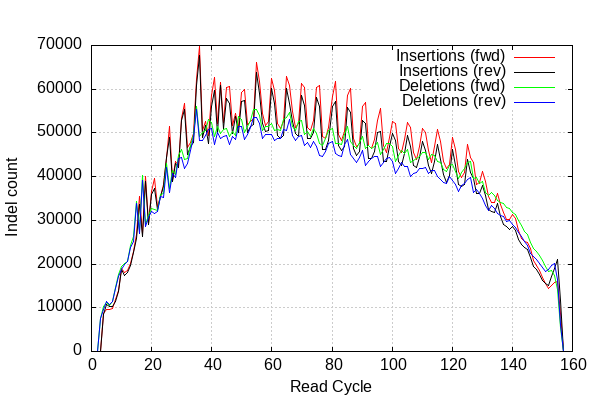 70000
60000
50000
40000
30000
20000
10000
0
Indel count
Insertions (fwd)
Insertions (rev)
Deletions (fwd)
Deletions (rev)
0 20 40 60 80 100 120 140 160
Read Cycle